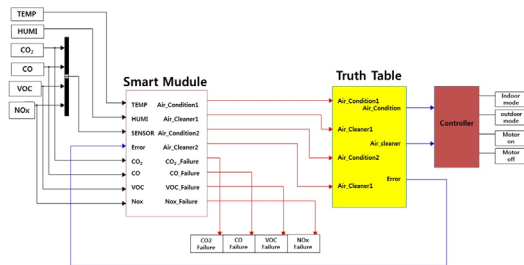 TEMP
HUMI
CO₂
CO
VOC
NOx
Smart Mudule
TEMP
HUMI
SENSOR
Error
CO₂
CO
VOC
Nox
Air_Condition1
Air_Cleaner1
Air_Condition2
Air_Cleaner2
CO₂_Failure
CO_Failure
VOC_Failure
Nox_Failure
CO2
Failure
CO
Failure
VOC
Failure
NOx
Failure
Truth Table
Air_Condition1
Air_Cleaner1
Air_Condition2
Air_Cleaner1
Air_Condition
Air_cleaner
Error
Controller
Indoor
mode
outdoor
mode
Motor
on
Motor
off